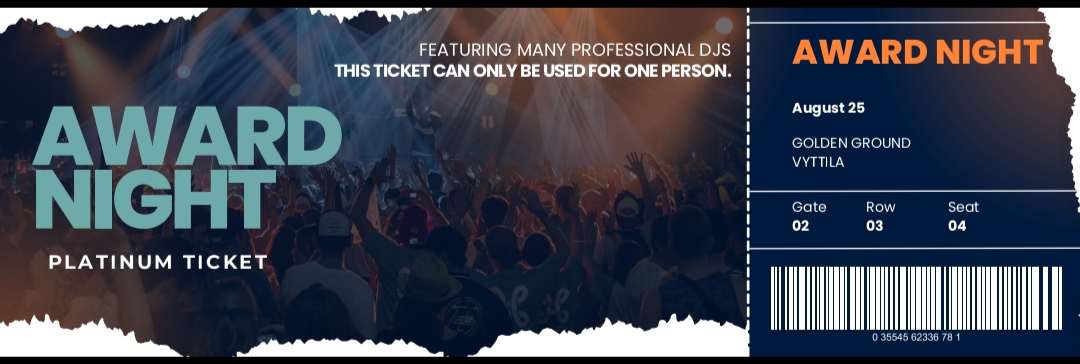 FEATURING MANY PROFESSIONAL DJS
THIS TICKET CAN ONLY BE USED FOR ONE PERSON.
AWARD
NIGHT
PLATINUM TICKET
AWARD NIGHT
August 25
GOLDEN GROUND
VYTTILA
Gate Row Seat
02 03 04
0 35545 62336 78 1